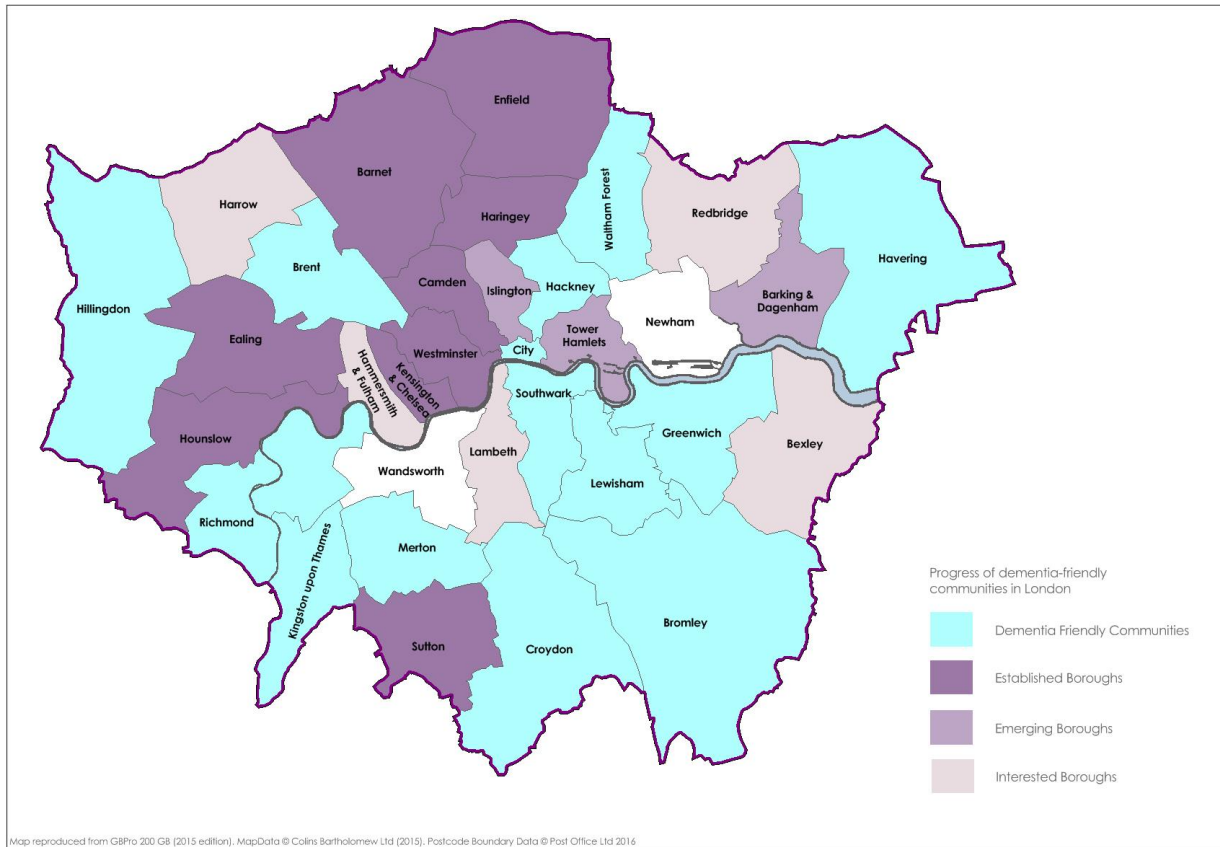 Enfield
Barnet
Harrow
Haringey
Waltham Forest
Redbridge
Havering
Brent
Hillingdon
Camden
Islington
Hackney
Barking &
Dagenham
Ealing
Newham
Tower
Hamlets
Westminster
City
Kensington
& Chelsea
Hammersmith
& Fulham
Southwark
Hounslow
Greenwich
Bexley
Wandsworth
Lambeth
Lewisham
Richmond
Merton
Kingston upon Thames
Bromley
Sutton
Croydon
Progress of dementia-friendly
communities in London
Dementia Friendly Communities
Established Boroughs
Emerging Boroughs
Interested Boroughs
Map reproduced from GBPro 200 GB (2015 edition). MapData © Colins Bartholomew Ltd (2015). Postcode Boundary Data © Post Office Ltd 2016